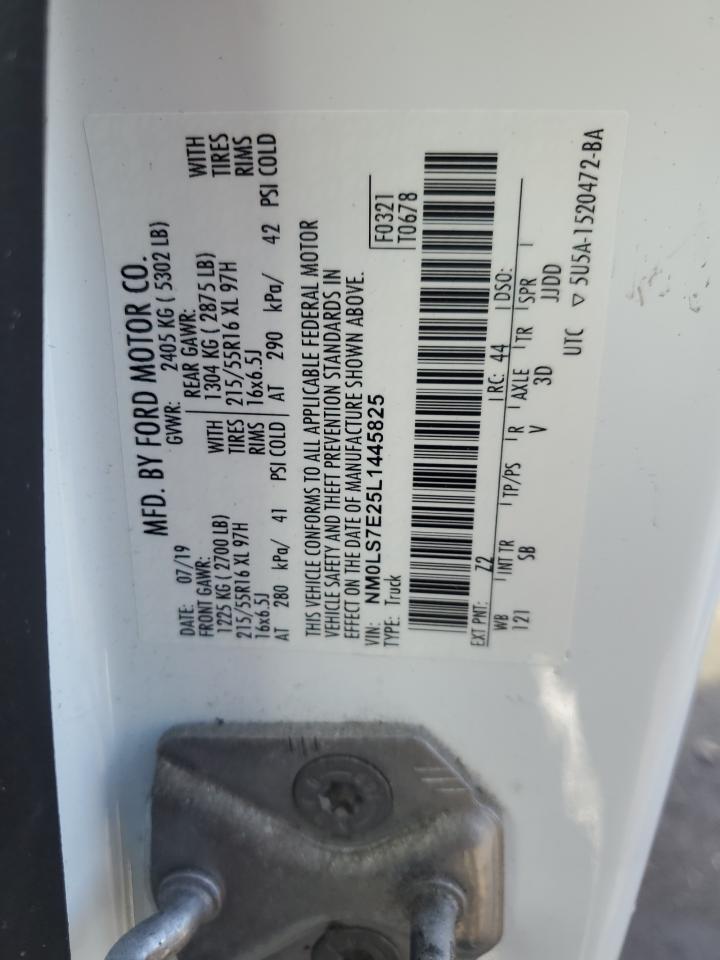 MFD. BY FORD MOTOR CO.
DATE: 07/19 GVWR: 2405 KG ( 5302 LB)
FRONT GAWR: REAR GAWR:
1225 KG ( 2700 LB) WITH 1304 KG ( 2875 LB) WITH
215/55R16 XL 97H TIRES 215/55R16 XL 97H TIRES
16x6.5J RIMS 16x6.5J RIMS
AT 280 kPa/ 41 PSI COLD AT 290 kPa/ 42 PSI COLD
THIS VEHICLE CONFORMS TO ALL APPLICABLE FEDERAL MOTOR
VEHICLE SAFETY AND THEFT PREVENTION STANDARDS IN
EFFECT ON THE DATE OF MANUFACTURE SHOWN ABOVE.
VIN: NM0LS7E25L1445825 F0321
TYPE: Truck T0678
EXT PNT: Z2 RC: 44 DSO:
WB INT TR TP/PS R AXLE TR SPR
121 SB V 3D JJDD
UTC ▽ 5U5A-1520472-BA